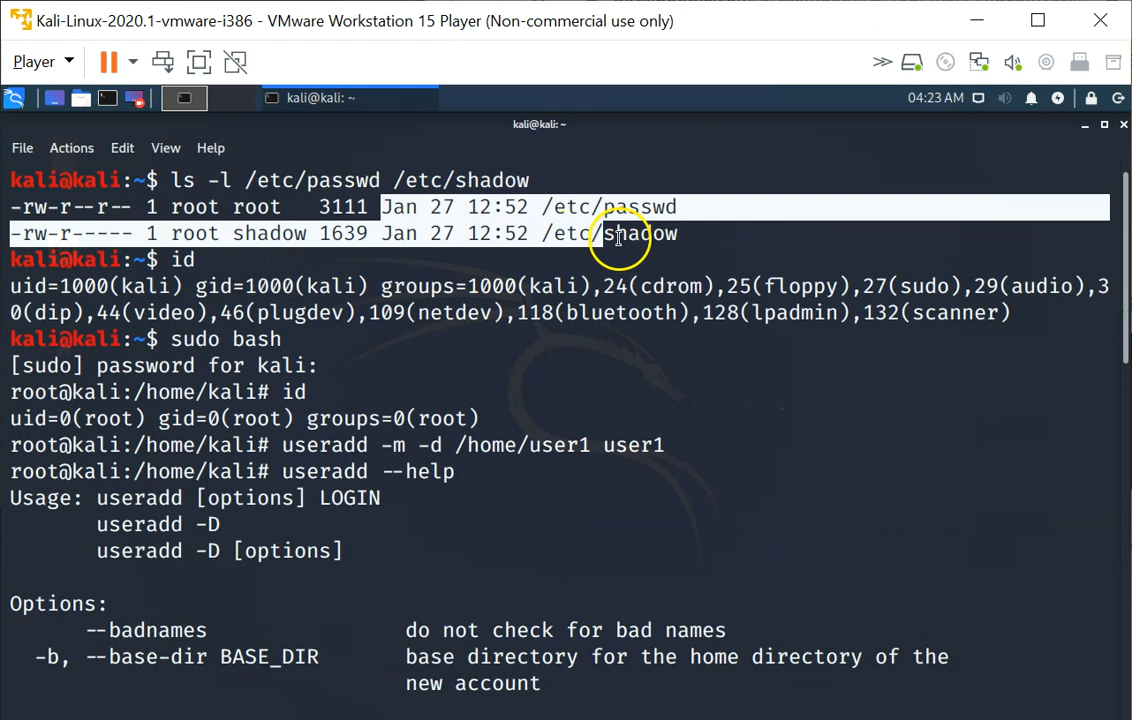 Kali-Linux-2020.1-vmware-i386 - VMware Workstation 15 Player (Non-commercial use only)
Player
kali@kali: ~
04:23 AM
kali@kali:~
File Actions Edit View Help
kali@kali:~$ ls -l /etc/passwd /etc/shadow
-rw-r--r-- 1 root root   3111 Jan 27 12:52 /etc/passwd
-rw-r----- 1 root shadow 1639 Jan 27 12:52 /etc/shadow
kali@kali:~$ id
uid=1000(kali) gid=1000(kali) groups=1000(kali),24(cdrom),25(floppy),27(sudo),29(audio),3
0(dip),44(video),46(plugdev),109(netdev),118(bluetooth),128(lpadmin),132(scanner)
kali@kali:~$ sudo bash
[sudo] password for kali:
root@kali:/home/kali# id
uid=0(root) gid=0(root) groups=0(root)
root@kali:/home/kali# useradd -m -d /home/user1 user1
root@kali:/home/kali# useradd --help
Usage: useradd [options] LOGIN
       useradd -D
       useradd -D [options]
Options:
      --badnames                do not check for bad names
  -b, --base-dir BASE_DIR       base directory for the home directory of the
                                new account